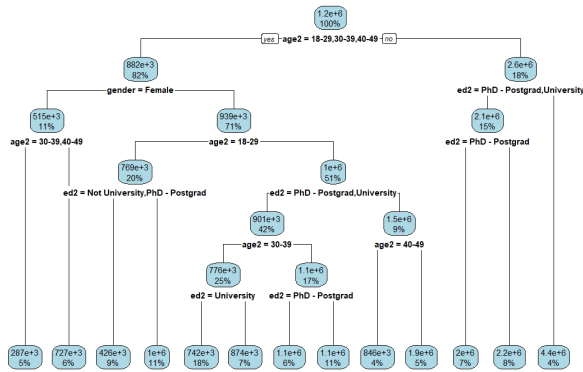 1.2e+6
100%
yes age2 = 18-29,30-39,40-49 no
882e+3
82%
gender = Female
2.6e+6
18%
ed2 = PhD - Postgrad,University
515e+3
11%
age2 = 30-39,40-49
939e+3
71%
age2 = 18-29
2.1e+6
15%
ed2 = PhD - Postgrad
769e+3
20%
ed2 = Not University,PhD - Postgrad
1e+6
51%
ed2 = PhD - Postgrad,University
901e+3
42%
age2 = 30-39
1.5e+6
9%
age2 = 40-49
776e+3
25%
ed2 = University
1.1e+6
17%
ed2 = PhD - Postgrad
287e+3 727e+3 426e+3 1e+6 742e+3 874e+3 1.1e+6 1.1e+6 846e+3 1.9e+6 2e+6 2.2e+6 4.4e+6
5% 6% 9% 11% 18% 7% 6% 11% 4% 5% 7% 8% 4%